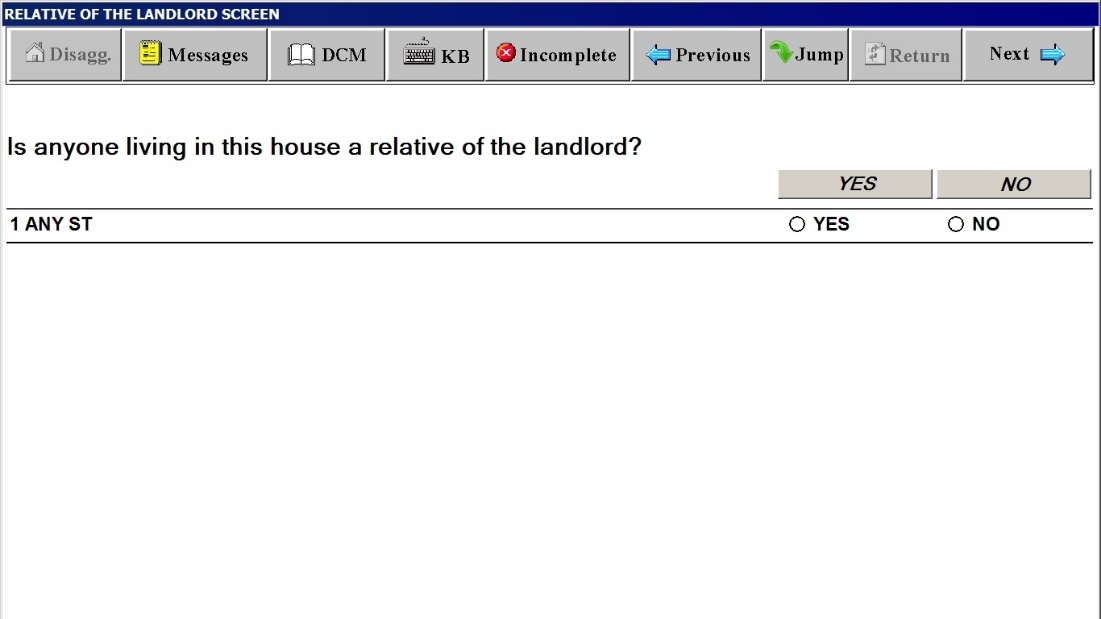 RELATIVE OF THE LANDLORD SCREEN
Disagg. Messages DCM KB Incomplete Previous Jump Return Next
Is anyone living in this house a relative of the landlord?
YES NO
1 ANY ST YES NO